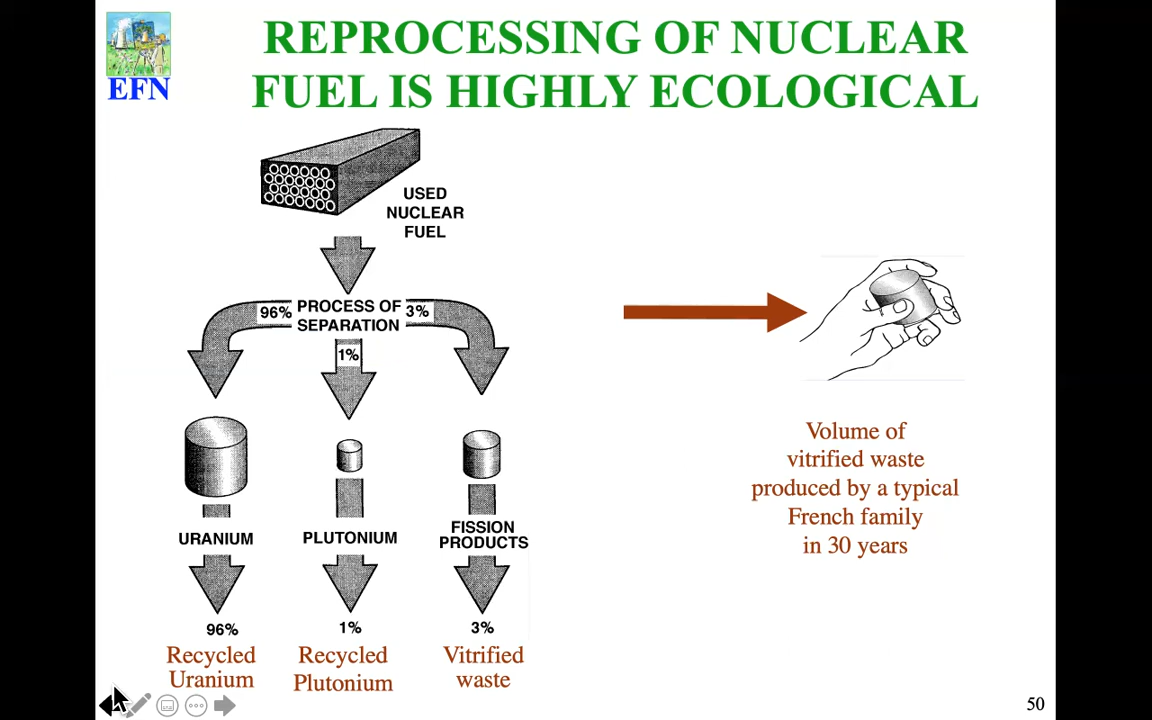 REPROCESSING OF NUCLEAR
FUEL IS HIGHLY ECOLOGICAL
EFN
USED
NUCLEAR
FUEL
96%
PROCESS OF
SEPARATION
3%
1%
URANIUM
PLUTONIUM
FISSION
PRODUCTS
96%
1%
3%
Recycled
Uranium
Recycled
Plutonium
Vitrified
waste
Volume of
vitrified waste
produced by a typical
French family
in 30 years
50